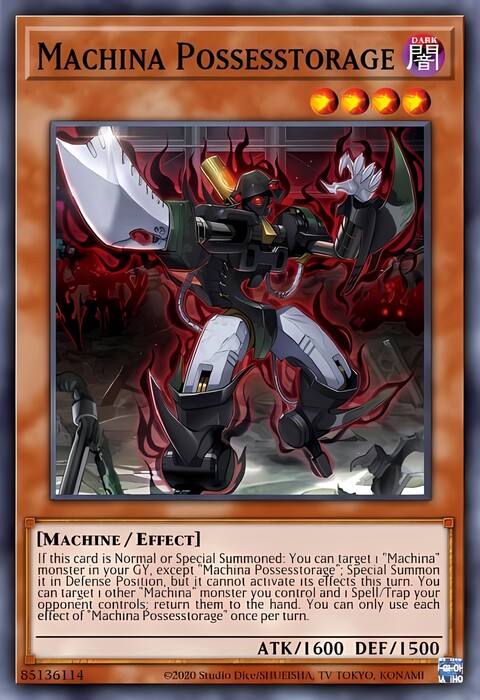 MACHINA POSSESSTORAGE
DARK
闇
[MACHINE / EFFECT]
If this card is Normal or Special Summoned: You can target 1 "Machina"
monster in your GY, except "Machina Possesstorage"; Special Summon
it in Defense Position, but it cannot activate its effects this turn. You
can target 1 other "Machina" monster you control and 1 Spell/Trap your
opponent controls; return them to the hand. You can only use each
effect of "Machina Possesstorage" once per turn.
ATK/1600 DEF/1500
85136114
©2020 Studio Dice/SHUEISHA, TV TOKYO, KONAMI